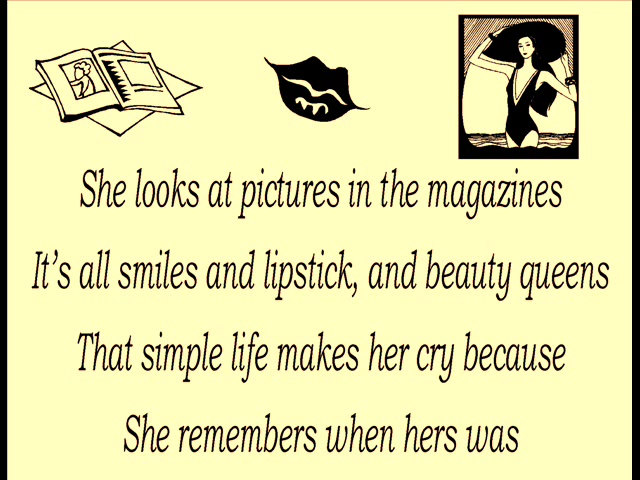 She looks at pictures in the magazines
It's all smiles and lipstick, and beauty queens
That simple life makes her cry because
She remembers when hers was